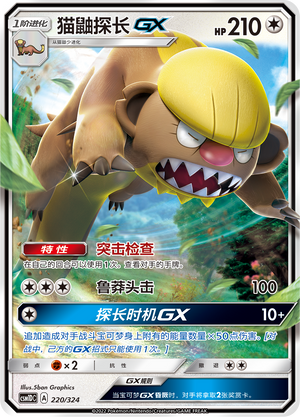 1阶进化
猫鼬探长GX
HP 210
从猫鼬少进化
特性 突击检查
在自己的回合可以使用1次。查看对手的手牌。
鲁莽头击 100
探长时机GX 10+
追加造成对手战斗宝可梦身上附有的能量数量×50点伤害。[对
战中,己方的GX招式只能使用1次。]
弱点 ×2 抵抗力 撤退
Illus.5ban Graphics
GX规则
当宝可梦GX昏厥时,对手将拿取2张奖赏卡。
csm1DC A 220/324
©2022 Pokémon/Nintendo/Creatures/GAME FREAK